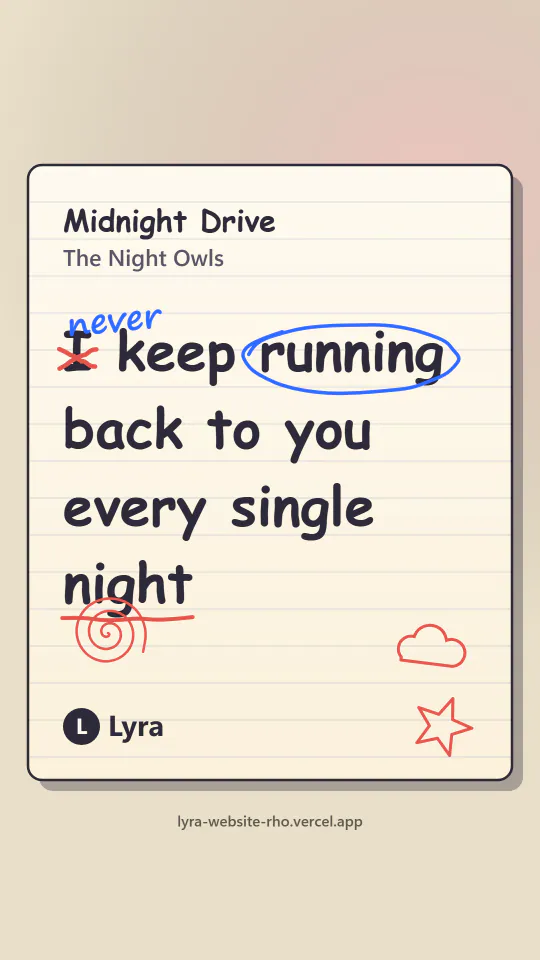 Midnight Drive
The Night Owls
never
I keep running
back to you
every single
night
L Lyra
lyra-website-rho.vercel.app